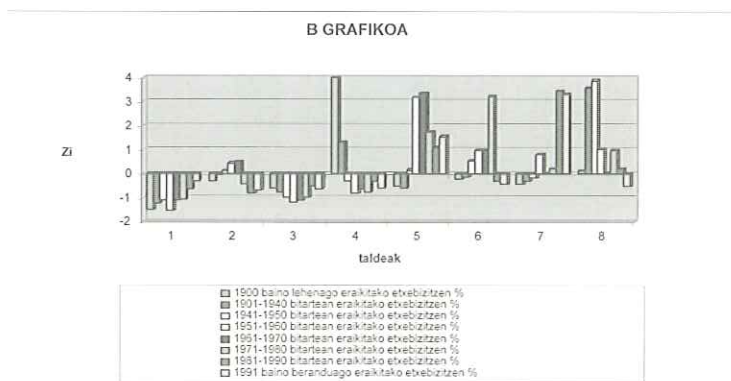 B GRAFIKOA
4
3
2
1
0
-1
-2
Zi
1 2 3 4 5 6 7 8
taldeak
1900 baino lehenago eraikitako etxebizitzen %
1901-1940 bitartean eraikitako etxebizitzen %
1941-1950 bitartean eraikitako etxebizitzen %
1951-1960 bitartean eraikitako etxebizitzen %
1961-1970 bitartean eraikitako etxebizitzen %
1971-1980 bitartean eraikitako etxebizitzen %
1981-1990 bitartean eraikitako etxebizitzen %
1991 baino beranduago eraikitako etxebizitzen %